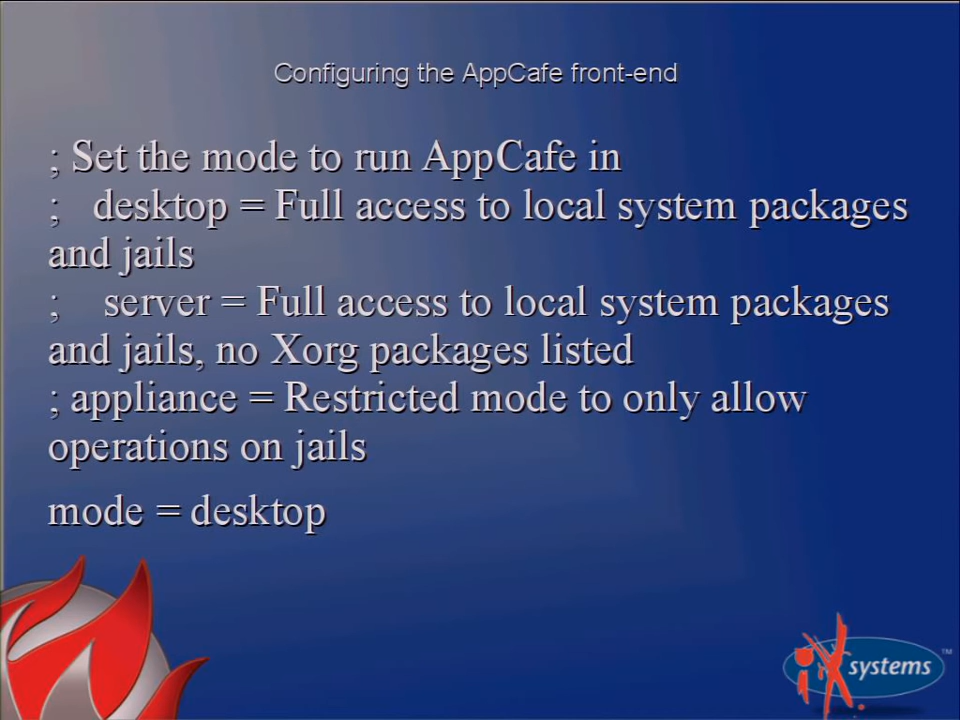 Configuring the AppCafe front-end
; Set the mode to run AppCafe in
;   desktop = Full access to local system packages
and jails
;    server = Full access to local system packages
and jails, no Xorg packages listed
; appliance = Restricted mode to only allow
operations on jails
mode = desktop
iX systems ™